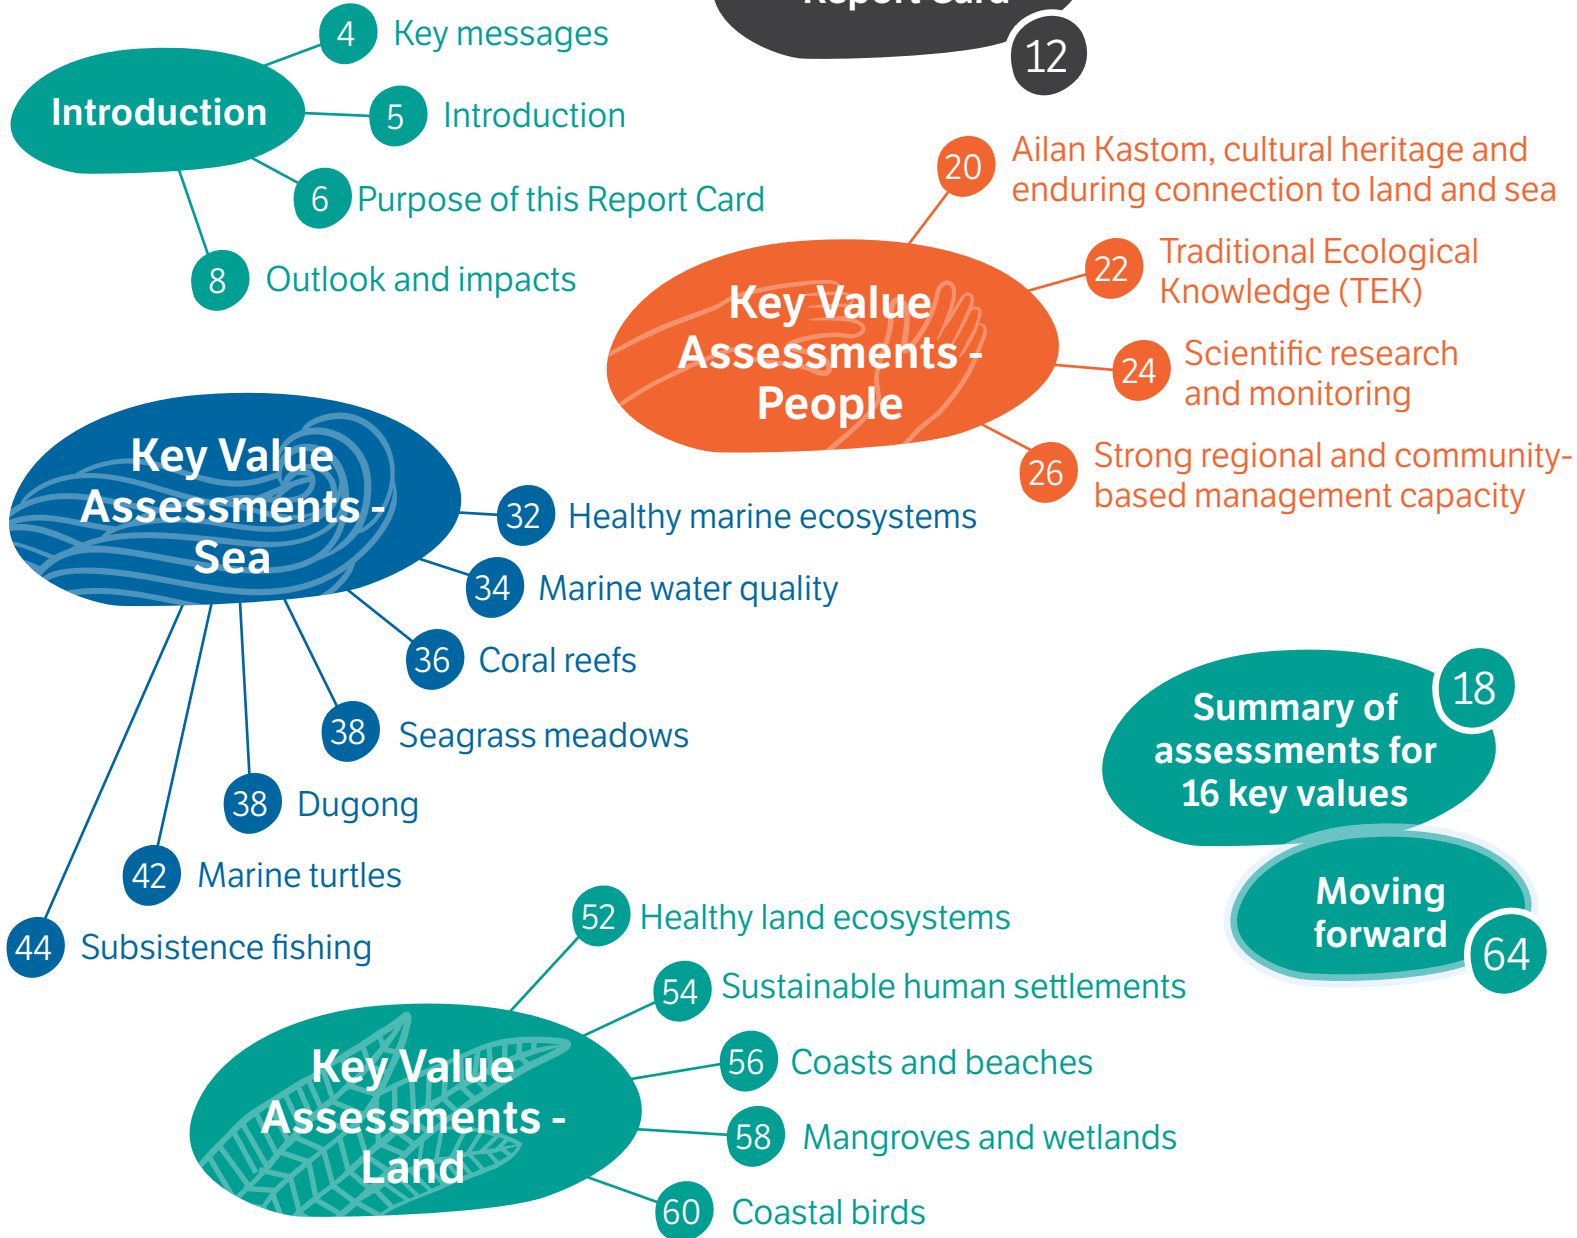 Report Card
12
Introduction
4 Key messages
5 Introduction
6 Purpose of this Report Card
8 Outlook and impacts
Key Value
Assessments -
People
20 Ailan Kastom, cultural heritage and
enduring connection to land and sea
22 Traditional Ecological
Knowledge (TEK)
24 Scientific research
and monitoring
26 Strong regional and community-
based management capacity
Key Value
Assessments -
Sea
32 Healthy marine ecosystems
34 Marine water quality
36 Coral reefs
38 Seagrass meadows
38 Dugong
42 Marine turtles
44 Subsistence fishing
Summary of
assessments for
16 key values
18
Moving
forward
64
Key Value
Assessments -
Land
52 Healthy land ecosystems
54 Sustainable human settlements
56 Coasts and beaches
58 Mangroves and wetlands
60 Coastal birds